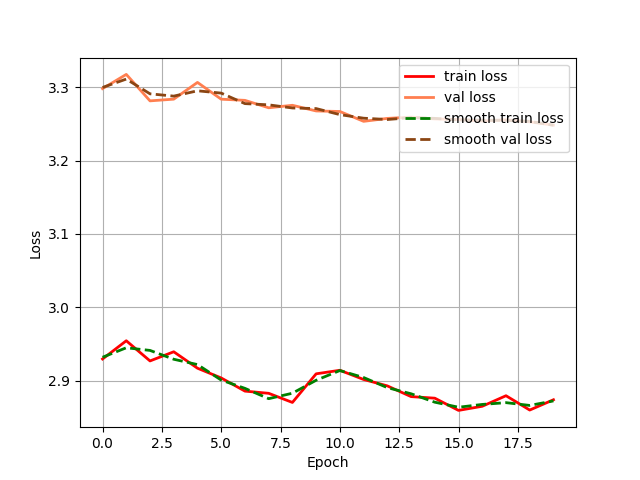 train loss
val loss
smooth train loss
smooth val loss
3.3
3.2
3.1
3.0
2.9
Loss
0.0 2.5 5.0 7.5 10.0 12.5 15.0 17.5
Epoch